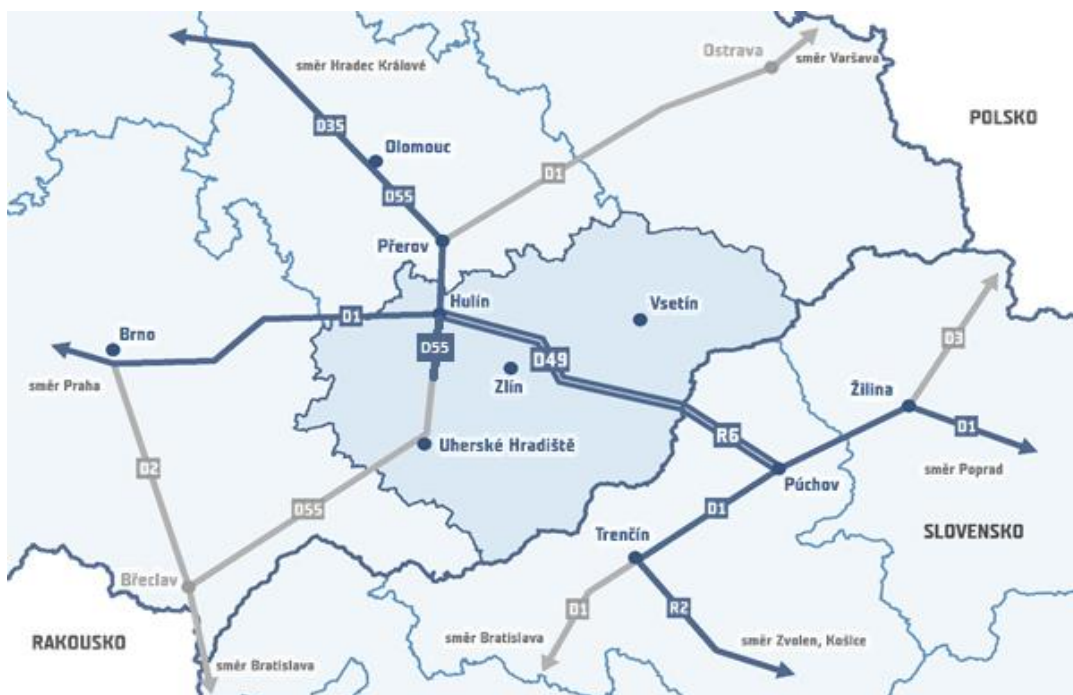 Ostrava
směr Varšava
směr Hradec Králové
POLSKO
D35
Olomouc
D1
D55
Přerov
Hulín
Vsetín
D1
Brno
D55
D49
D3
Zlín
směr Praha
Žilina
R6
D1
Uherské Hradiště
D2
Púchov
směr Poprad
D55
D1
SLOVENSKO
Trenčín
Břeclav
D1
R2
RAKOUSKO
směr Bratislava
směr Zvolen, Košice
směr Bratislava